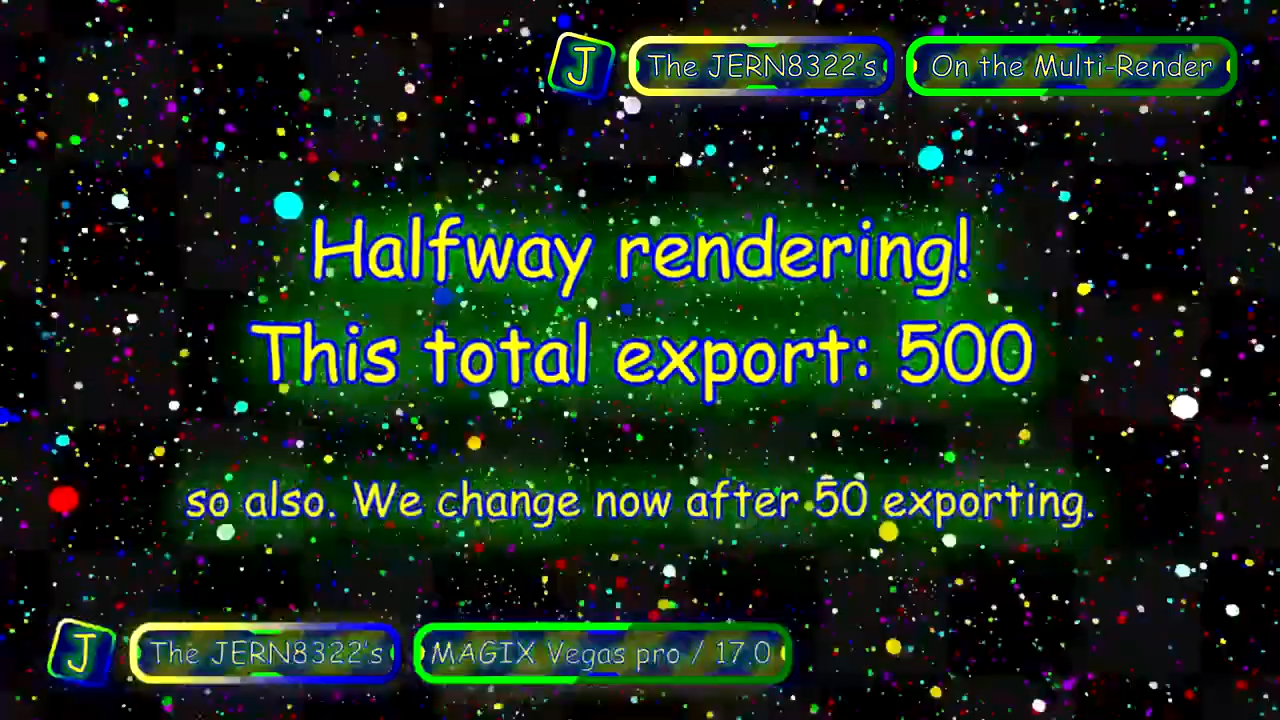 J The JERN8322's On the Multi-Render
Halfway rendering!
This total export: 500
so also. We change now after 50 exporting.
J The JERN8322's MAGIX Vegas pro / 17.0